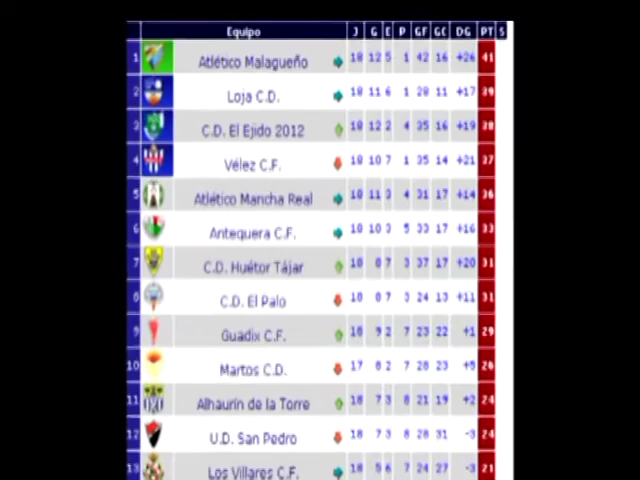 Equipo J G E P GF GC DG PT S
1 Atlético Malagueño 18 12 5 1 42 16 +26 41
2 Loja C.D. 18 11 6 1 28 11 +17 39
3 C.D. El Ejido 2012 18 12 2 4 35 16 +19 38
4 Vélez C.F. 18 10 7 1 35 14 +21 37
5 Atlético Mancha Real 18 11 3 4 31 17 +14 36
6 Antequera C.F. 18 10 3 5 33 17 +16 33
7 C.D. Huétor Tájar 18 8 7 3 37 17 +20 31
8 C.D. El Palo 18 8 7 3 24 13 +11 31
9 Guadix C.F. 18 9 2 7 23 22 +1 29
10 Martos C.D. 17 8 2 7 28 23 +5 26
11 Alhaurín de la Torre 18 7 3 8 21 19 +2 24
12 U.D. San Pedro 18 7 3 8 28 31 -3 24
13 Los Villares C.F. 18 5 6 7 24 27 -3 21